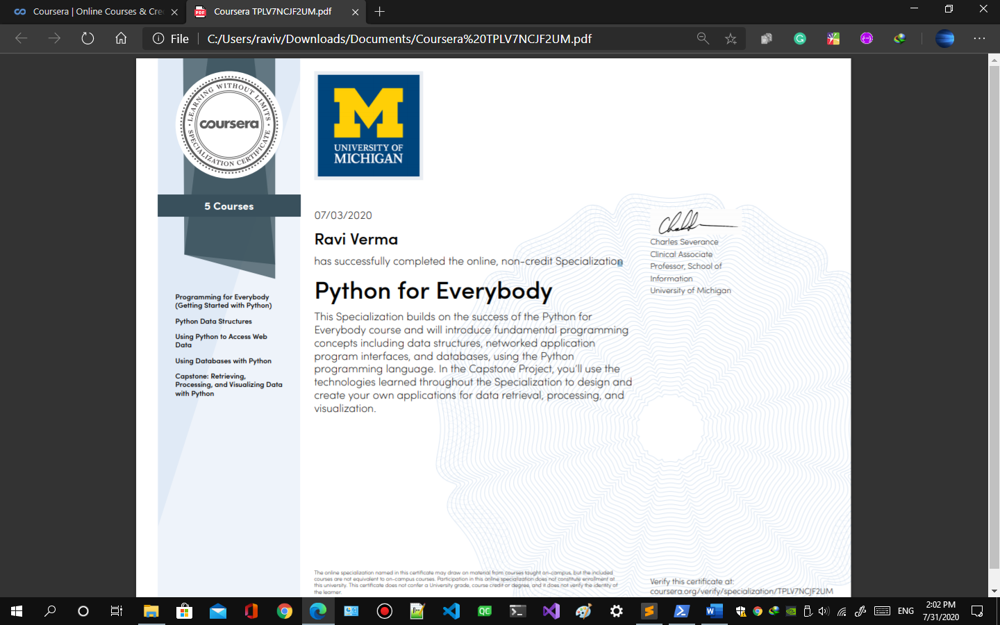 Coursera | Online Courses & Cre
Coursera TPLV7NCJF2UM.pdf
File
C:/Users/raviv/Downloads/Documents/Coursera%20TPLV7NCJF2UM.pdf
LEARNING WITHOUT LIMITS
coursera
SPECIALIZATION CERTIFICATE
M
UNIVERSITY OF
MICHIGAN
5 Courses
Programming for Everybody
(Getting Started with Python)
Python Data Structures
Using Python to Access Web
Data
Using Databases with Python
Capstone: Retrieving,
Processing, and Visualizing Data
with Python
07/03/2020
Ravi Verma
has successfully completed the online, non-credit Specialization
Python for Everybody
This Specialization builds on the success of the Python for
Everybody course and will introduce fundamental programming
concepts including data structures, networked application
program interfaces, and databases, using the Python
programming language. In the Capstone Project, you'll use the
technologies learned throughout the Specialization to design and
create your own applications for data retrieval, processing, and
visualization.
Charles Severance
Clinical Associate
Professor, School of
Information
University of Michigan
The online specialization named in this certificate may draw on material from courses taught on-campus, but the included
courses are not equivalent to on-campus courses. Participation in this online specialization does not constitute enrollment at
this university. This certificate does not confer a University grade, course credit or degree, and it does not verify the identity of
the learner.
Verify this certificate at:
coursera.org/verify/specialization/TPLV7NCJF2UM
ENG
2:02 PM
7/31/2020